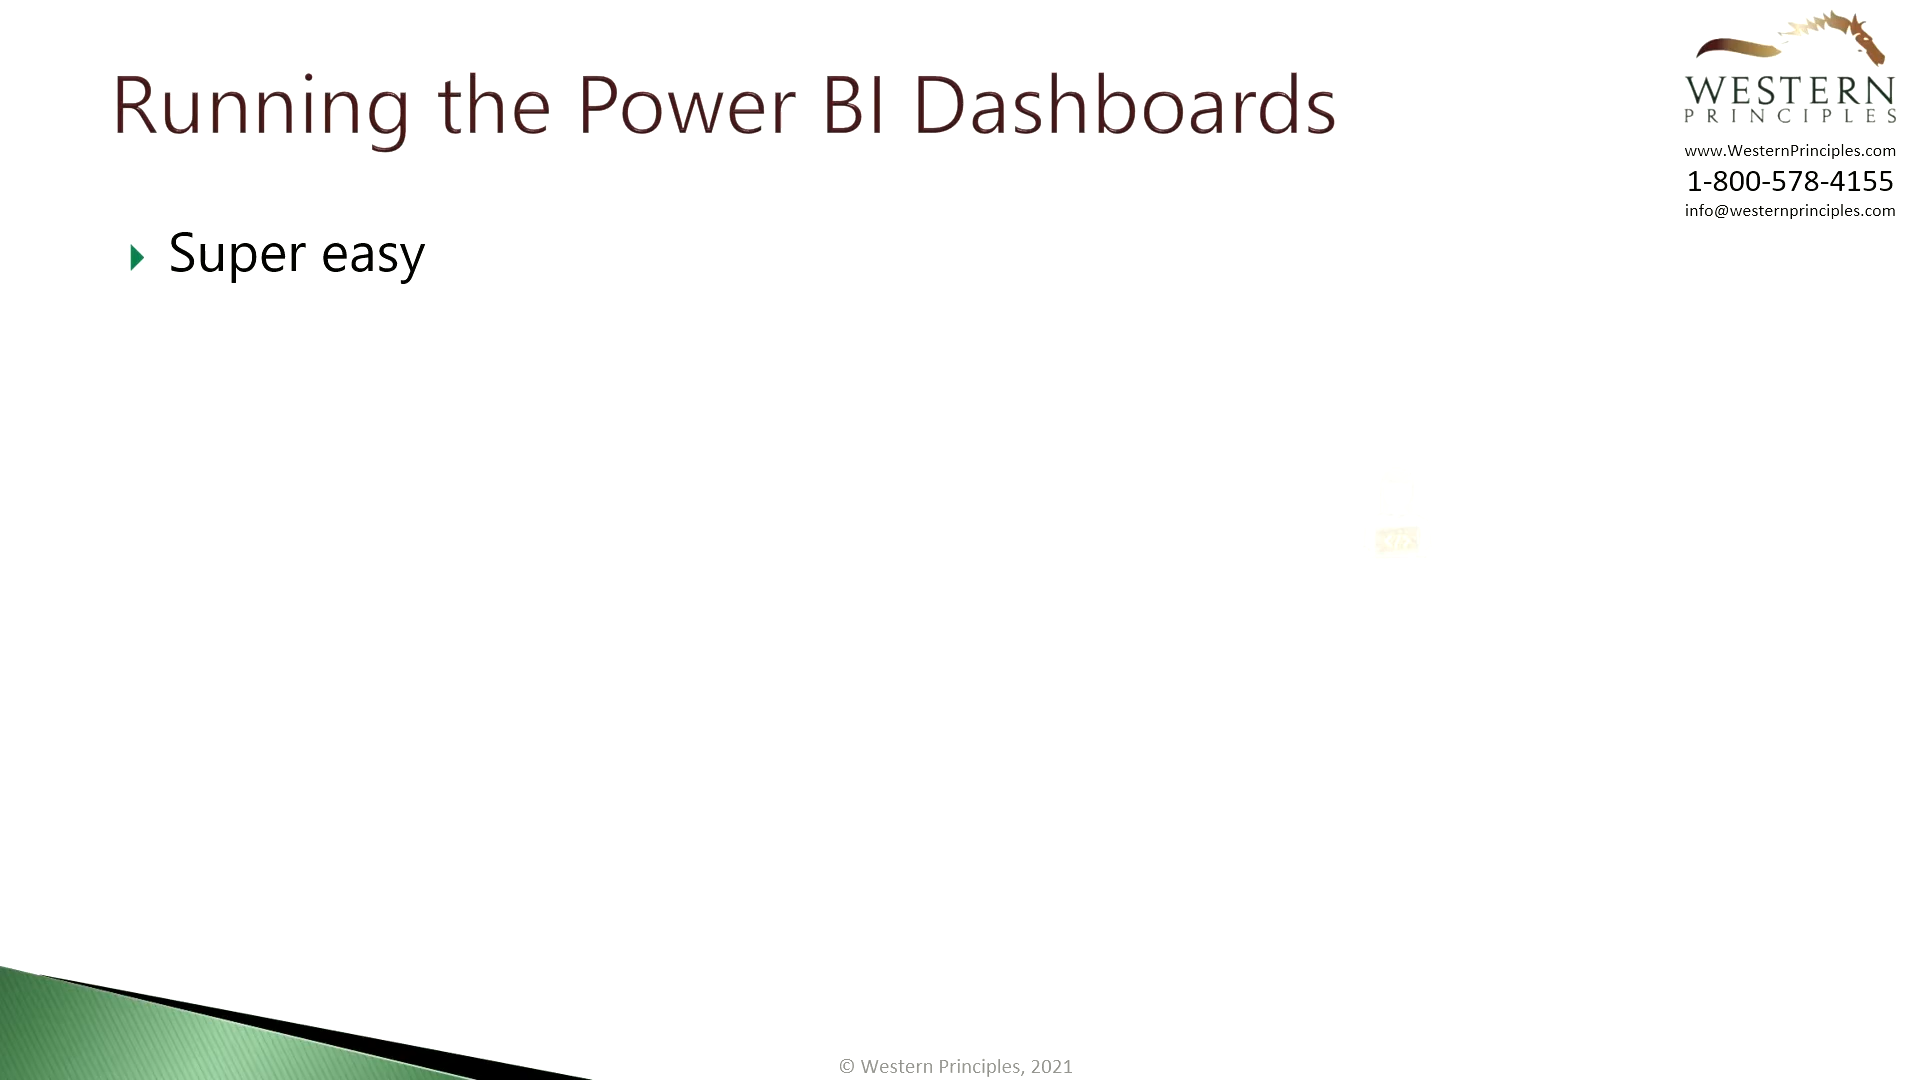 Running the Power BI Dashboards
WESTERN
PRINCIPLES
www.WesternPrinciples.com
1-800-578-4155
info@westernprinciples.com
Super easy
© Western Principles, 2021